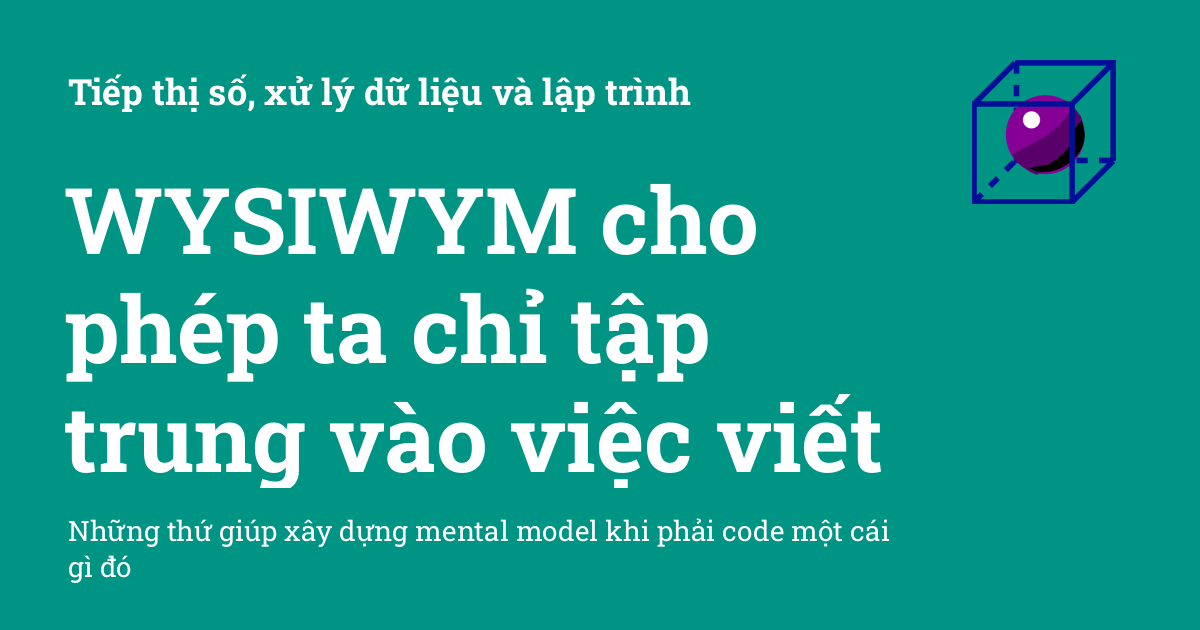 Tiếp thị số, xử lý dữ liệu và lập trình
WYSIWYM cho
phép ta chỉ tập
trung vào việc viết
Những thứ giúp xây dựng mental model khi phải code một cái
gì đó